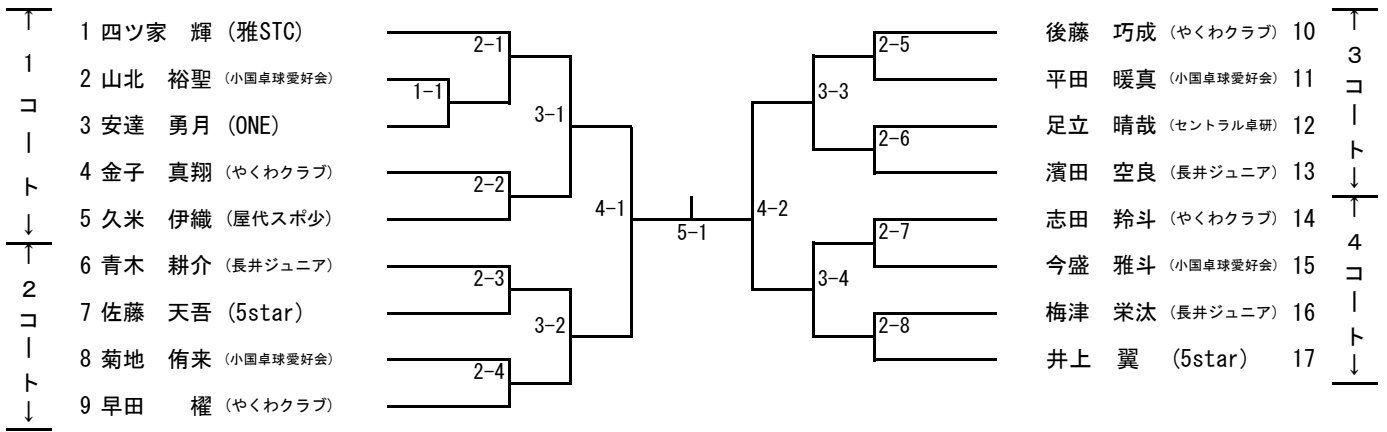 ↑1コート↓
↑2コート↓
1 四ツ家　輝 (雅STC)
2 山北　裕聖 (小国卓球愛好会)
3 安達　勇月 (ONE)
4 金子　真翔 (やくわクラブ)
5 久米　伊織 (屋代スポ少)
6 青木　耕介 (長井ジュニア)
7 佐藤　天吾 (5star)
8 菊地　侑来 (小国卓球愛好会)
9 早田　櫂 (やくわクラブ)
2-1
1-1
3-1
2-2
4-1
2-3
3-2
2-4
5-1
2-5
3-3
2-6
4-2
2-7
3-4
2-8
後藤　巧成 (やくわクラブ) 10
平田　暖真 (小国卓球愛好会) 11
足立　晴哉 (セントラル卓研) 12
濱田　空良 (長井ジュニア) 13
志田　羚斗 (やくわクラブ) 14
今盛　雅斗 (小国卓球愛好会) 15
梅津　栄汰 (長井ジュニア) 16
井上　翼 (5star) 17
↑3コート↓
↑4コート↓